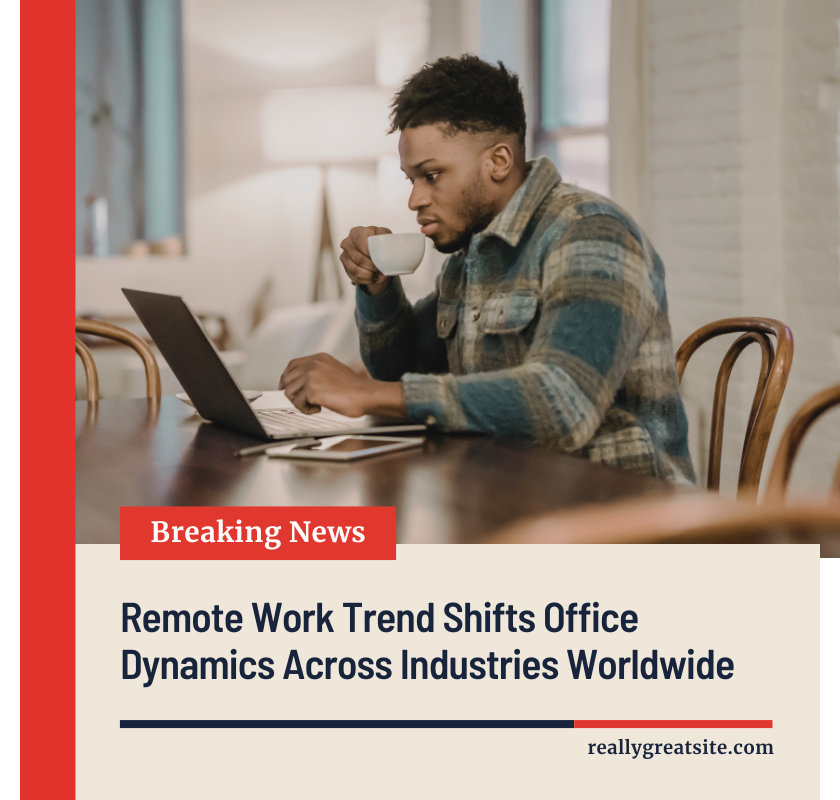 Breaking News
Remote Work Trend Shifts Office
Dynamics Across Industries Worldwide
reallygreatsite.com